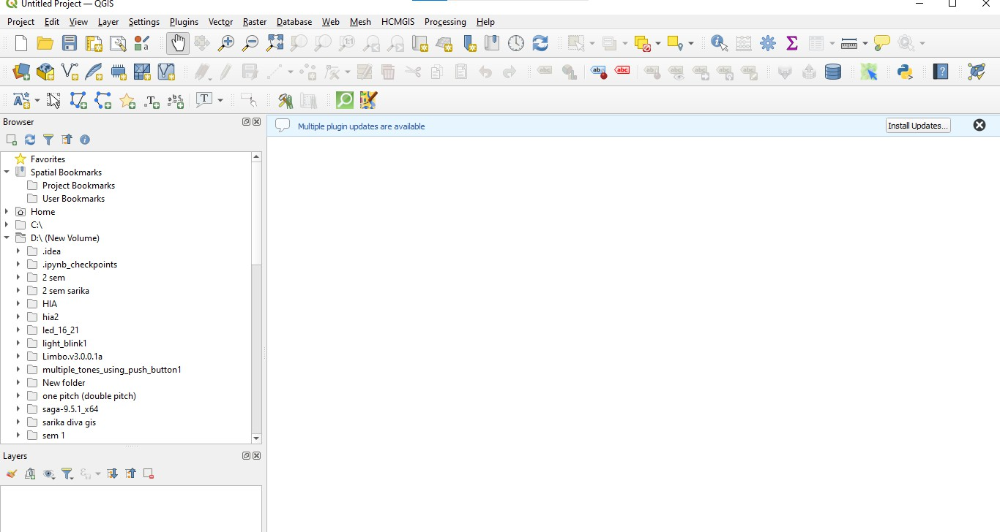 Untitled Project — QGIS
Project Edit View Layer Settings Plugins Vector Raster Database Web Mesh HCMGIS Processing Help
Browser
Multiple plugin updates are available
Install Updates...
Favorites
Spatial Bookmarks
Project Bookmarks
User Bookmarks
Home
C:\
D:\ (New Volume)
.idea
.ipynb_checkpoints
2 sem
2 sem sarika
HIA
hia2
led_16_21
light_blink1
Limbo.v3.0.0.1a
multiple_tones_using_push_button1
New folder
one pitch (double pitch)
saga-9.5.1_x64
sarika diva gis
sem 1
Layers